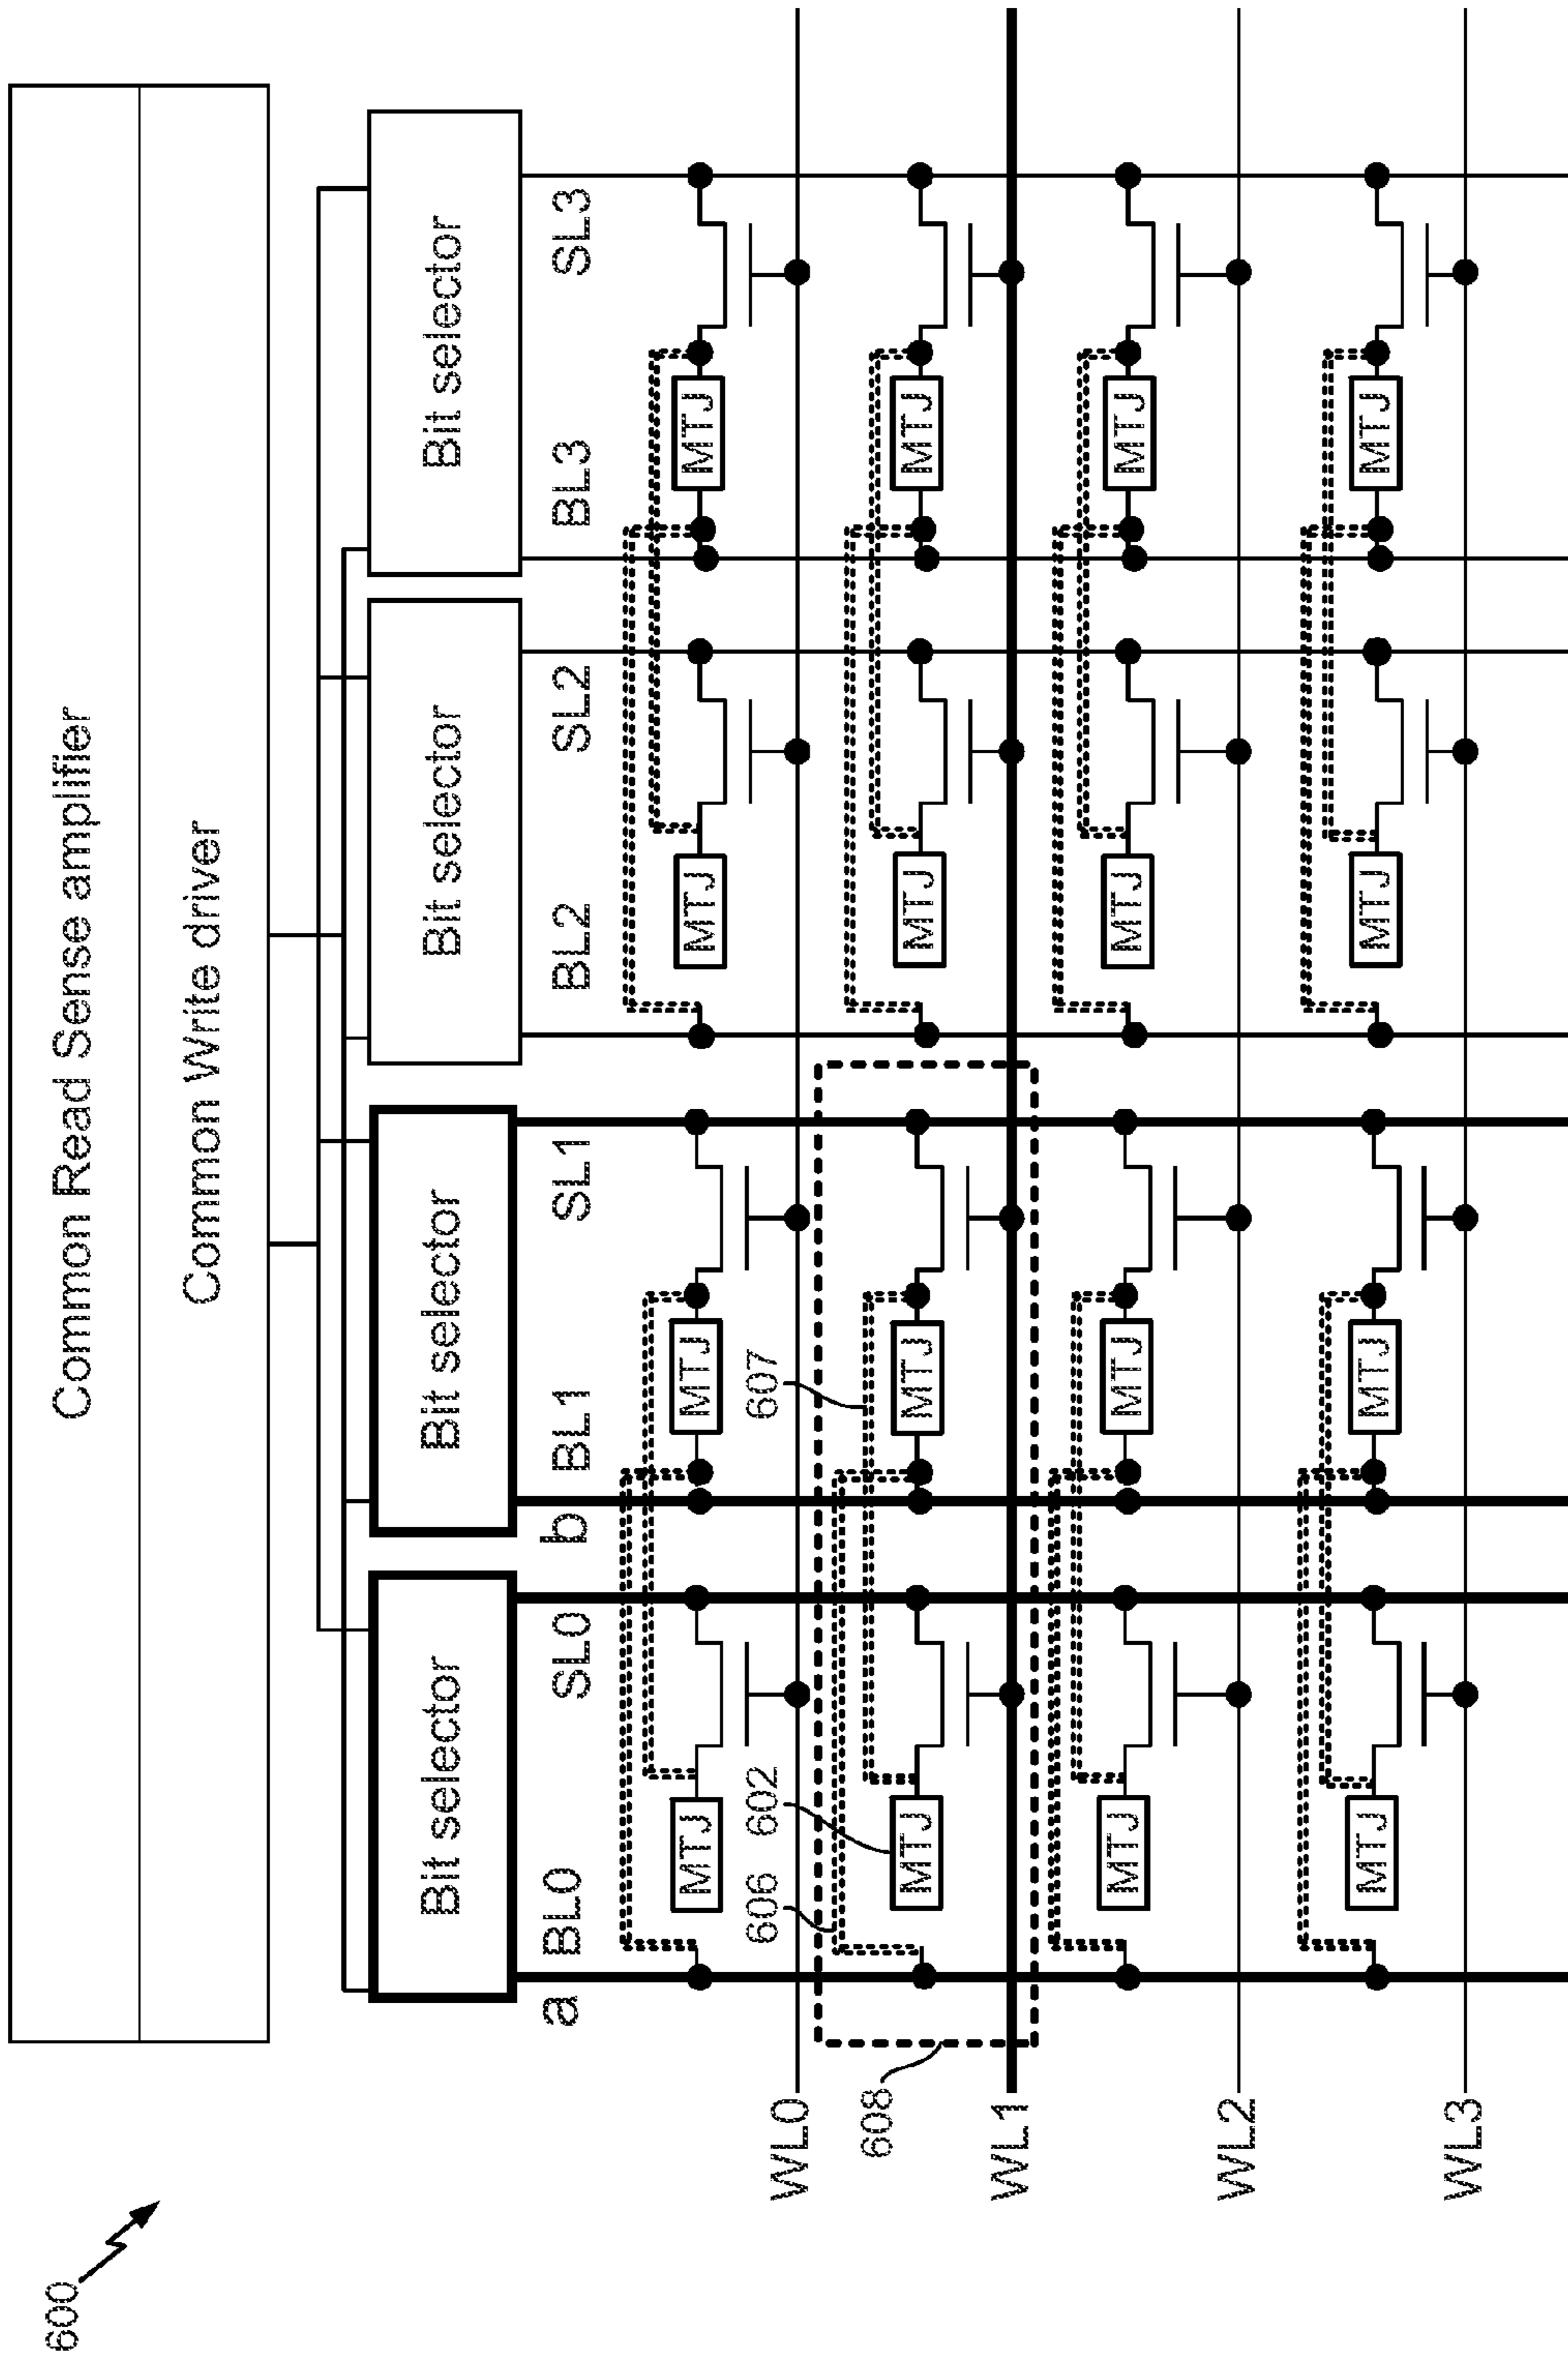 600
Common Read Sense amplifier
Common Write driver
Bit selector Bit selector Bit selector Bit selector
a BL0 SL0 b BL1 SL1 BL2 SL2 BL3 SL3
MTJ MTJ MTJ MTJ
WL0
606 602 607
608
MTJ MTJ MTJ MTJ
WL1
MTJ MTJ MTJ MTJ
WL2
MTJ MTJ MTJ MTJ
WL3